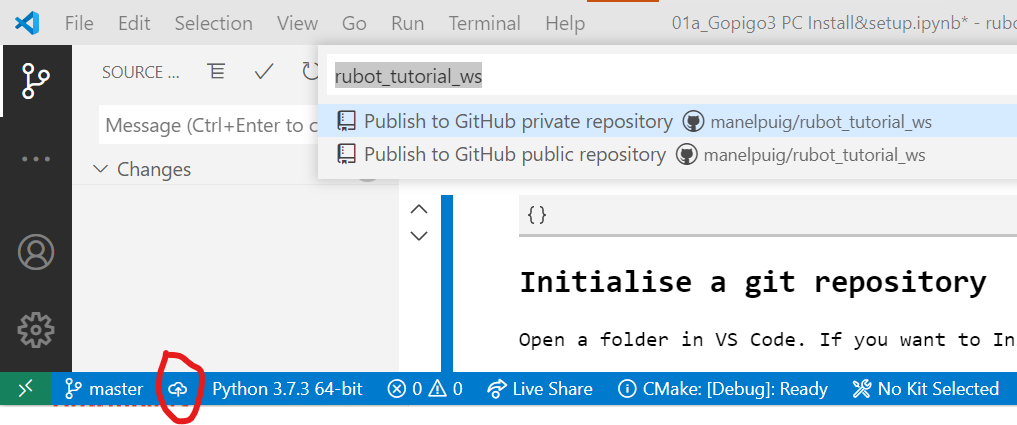 File Edit Selection View Go Run Terminal Help 01a_Gopigo3 PC Install&setup.ipynb* - rubo
SOURCE ...
rubot_tutorial_ws
Message (Ctrl+Enter to c
Publish to GitHub private repository manelpuig/rubot_tutorial_ws
Publish to GitHub public repository manelpuig/rubot_tutorial_ws
Changes
{}
Initialise a git repository
Open a folder in VS Code. If you want to In
master Python 3.7.3 64-bit 0 0 Live Share CMake: [Debug]: Ready No Kit Selected